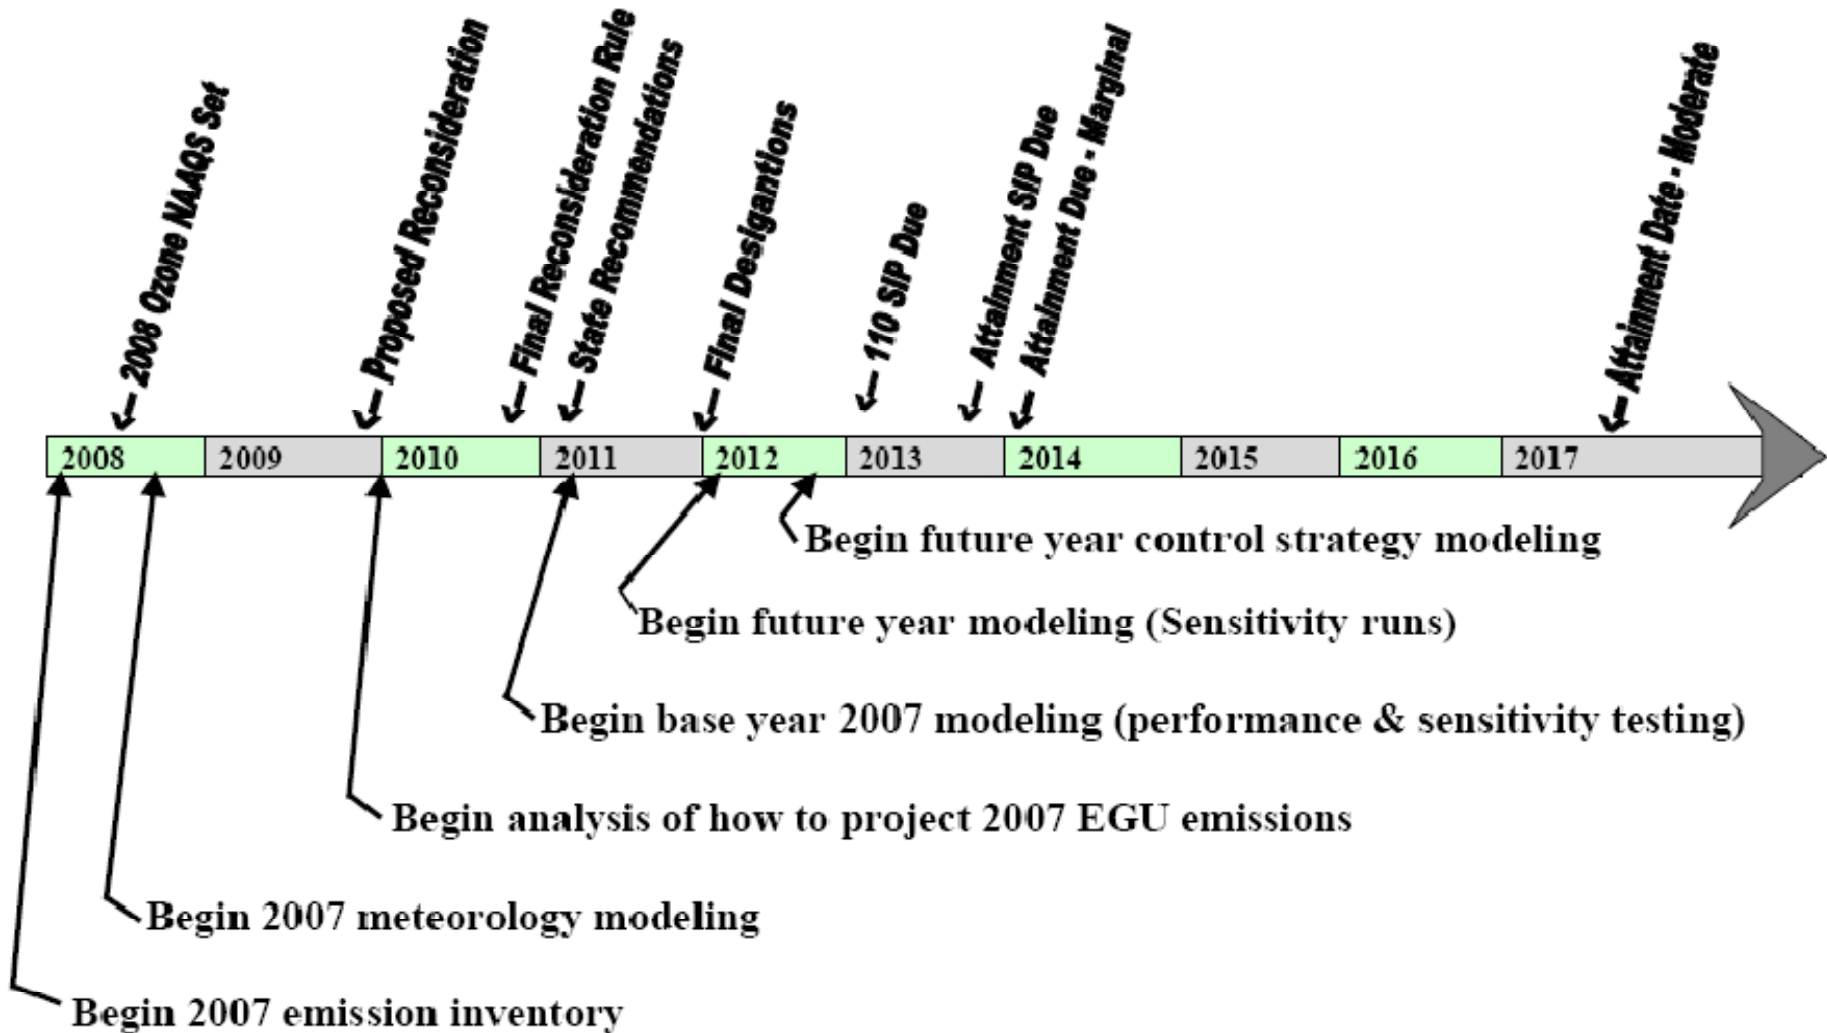 2008 Ozone NAAQS Set
Proposed Reconsideration
Final Reconsideration Rule
State Recommendations
Final Desigantions
110 SIP Due
Attainment SIP Due
Attainment Due - Marginal
Attainment Date - Moderate
2008
2009
2010
2011
2012
2013
2014
2015
2016
2017
Begin future year control strategy modeling
Begin future year modeling (Sensitivity runs)
Begin base year 2007 modeling (performance & sensitivity testing)
Begin analysis of how to project 2007 EGU emissions
Begin 2007 meteorology modeling
Begin 2007 emission inventory